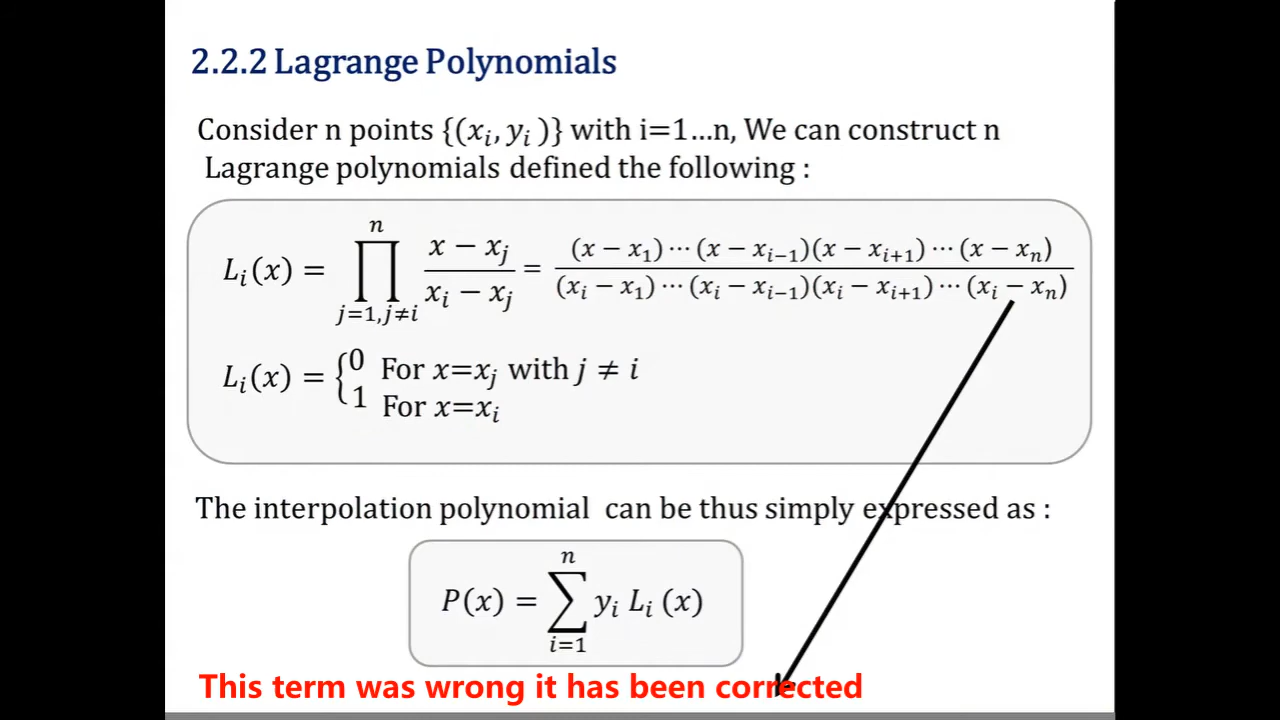 2.2.2 Lagrange Polynomials
Consider n points {(xᵢ, yᵢ )} with i=1...n, We can construct n
Lagrange polynomials defined the following :
Lᵢ(x) = ∏_{j=1,j≠i}^{n} (x − xⱼ)/(xᵢ − xⱼ) = (x − x₁) ⋯ (x − xᵢ₋₁)(x − xᵢ₊₁) ⋯ (x − xₙ) / (xᵢ − x₁) ⋯ (xᵢ − xᵢ₋₁)(xᵢ − xᵢ₊₁) ⋯ (xᵢ − xₙ)
Lᵢ(x) = { 0 For x=xⱼ with j ≠ i
1 For x=xᵢ
The interpolation polynomial can be thus simply expressed as :
P(x) = ∑_{i=1}^{n} yᵢ Lᵢ (x)
This term was wrong it has been corrected